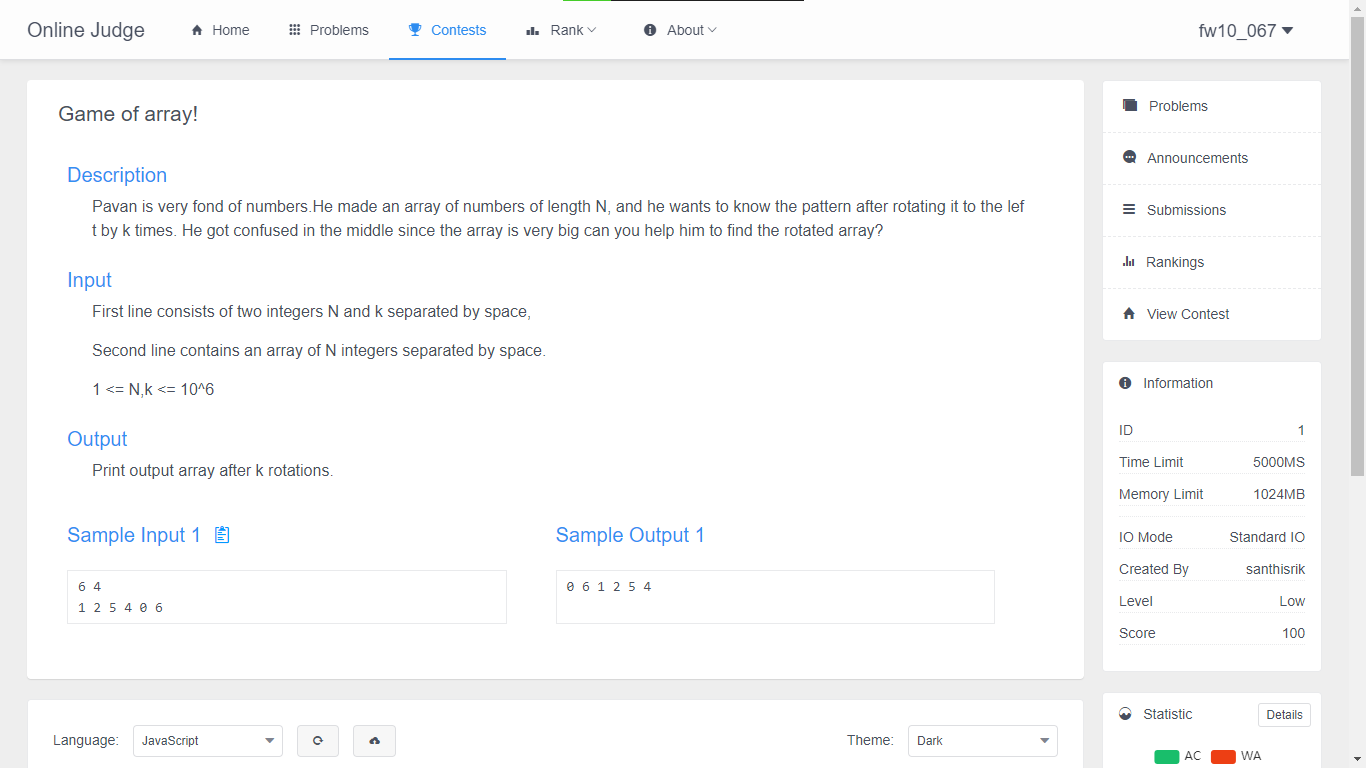 Online Judge
Home
Problems
Contests
Rank
About
fw10_067
Game of array!
Description
Pavan is very fond of numbers.He made an array of numbers of length N, and he wants to know the pattern after rotating it to the lef
t by k times. He got confused in the middle since the array is very big can you help him to find the rotated array?
Input
First line consists of two integers N and k separated by space,
Second line contains an array of N integers separated by space.
1 <= N,k <= 10^6
Output
Print output array after k rotations.
Sample Input 1
6 4
1 2 5 4 0 6
Sample Output 1
0 6 1 2 5 4
Language:
JavaScript
Theme:
Dark
Problems
Announcements
Submissions
Rankings
View Contest
Information
ID 1
Time Limit 5000MS
Memory Limit 1024MB
IO Mode Standard IO
Created By santhisrik
Level Low
Score 100
Statistic
Details
AC WA